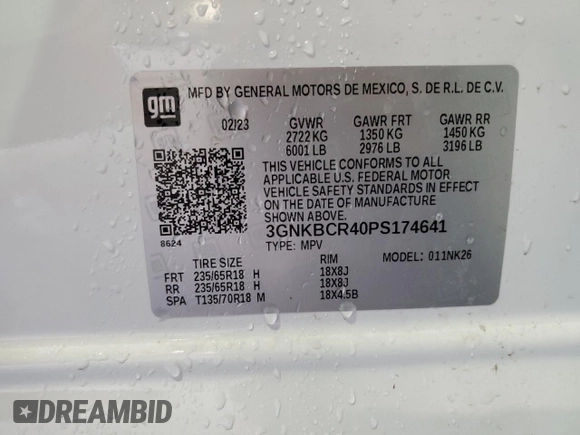 gm
MFD BY GENERAL MOTORS DE MEXICO, S. DE R.L. DE C.V.
02/23 GVWR GAWR FRT GAWR RR
2722 KG 1350 KG 1450 KG
6001 LB 2976 LB 3196 LB
THIS VEHICLE CONFORMS TO ALL
APPLICABLE U.S. FEDERAL MOTOR
VEHICLE SAFETY STANDARDS IN EFFECT
ON THE DATE OF MANUFACTURE
SHOWN ABOVE.
3GNKBCR40PS174641
8624
TYPE: MPV MODEL: 011NK26
TIRE SIZE RIM
FRT 235/65R18 H 18X8J
RR 235/65R18 H 18X8J
SPA T135/70R18 M 18X4.5B
DREAMBID